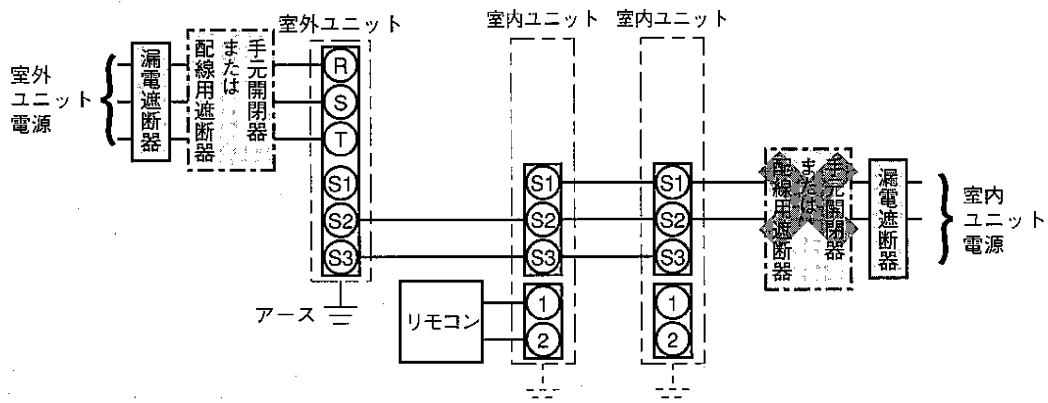 室外ユニット
室内ユニット
室内ユニット
室外
ユニット
電源
漏電遮断器
手元開閉器
または
配線用遮断器
R
S
T
S1
S2
S3
アース
リモコン
S1
S2
S3
1
2
S1
S2
S3
1
2
手元開閉器
または
配線用遮断器
漏電遮断器
室内
ユニット
電源